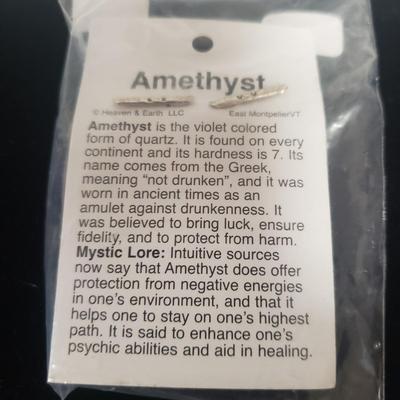 Amethyst
© Heaven & Earth LLC East Montpelier VT
Amethyst is the violet colored
form of quartz. It is found on every
continent and its hardness is 7. Its
name comes from the Greek,
meaning “not drunken”, and it was
worn in ancient times as an
amulet against drunkenness. It
was believed to bring luck, ensure
fidelity, and to protect from harm.
Mystic Lore: Intuitive sources
now say that Amethyst does offer
protection from negative energies
in one's environment, and that it
helps one to stay on one's highest
path. It is said to enhance one's
psychic abilities and aid in healing.